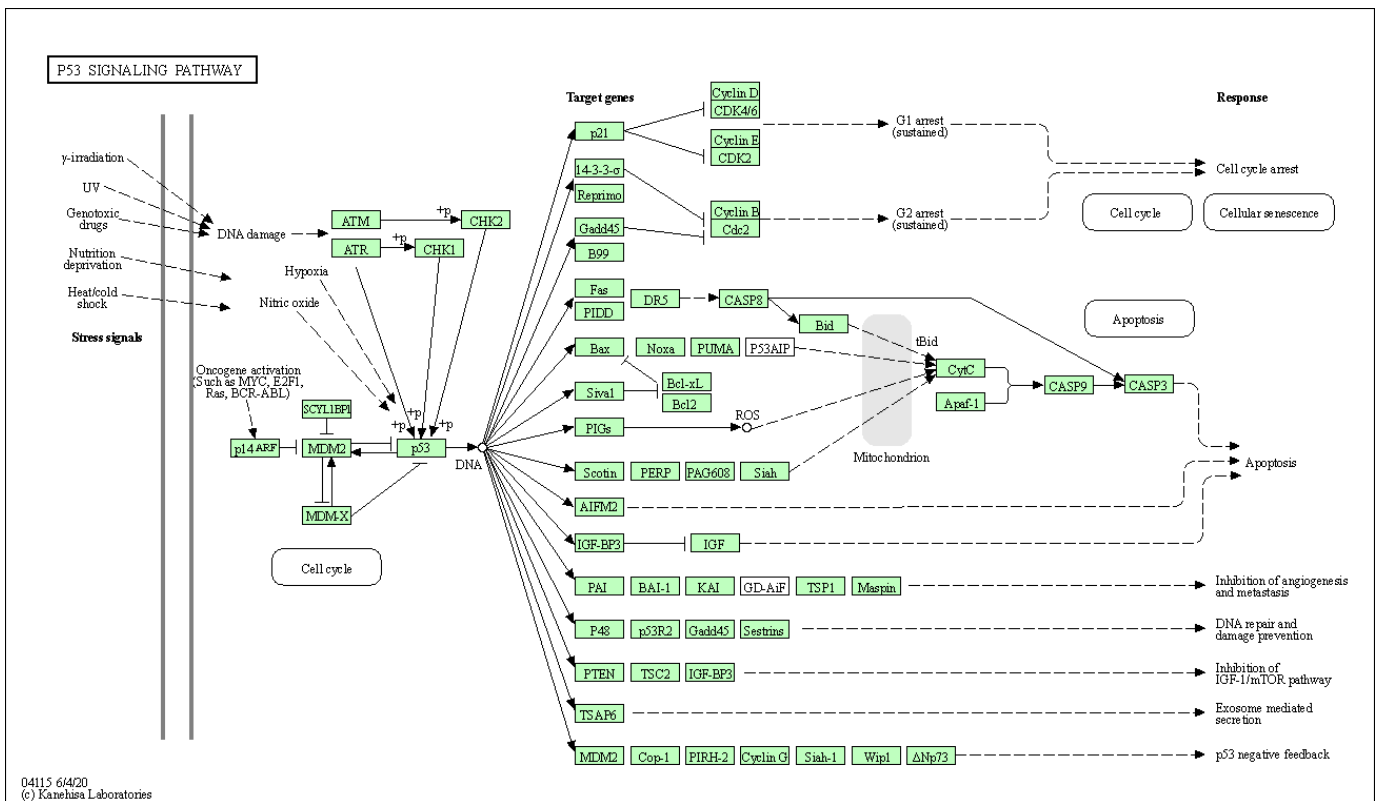 P53 SIGNALING PATHWAY
Target genes
Response
γ-irradiation
UV
Genotoxic
drugs
Nutrition
deprivation
Heat/cold
shock
Stress signals
DNA damage
ATM
+p
CHK2
ATR
+p
CHK1
Hypoxia
Nitric oxide
Oncogene activation
(Such as MYC, E2F1,
Ras, BCR-ABL)
SCYL1BP1
p14ARF
MDM2
+p
+p
+p
p53
DNA
MDM-X
Cell cycle
p21
Cyclin D
CDK4/6
Cyclin E
CDK2
G1 arrest
(sustained)
14-3-3-σ
Reprimo
Gadd45
B99
Cyclin B
Cdc2
G2 arrest
(sustained)
Cell cycle arrest
Cell cycle
Cellular senescence
Fas
PIDD
DR5
CASP8
Bid
tBid
Apoptosis
Bax
Noxa
PUMA
P53AIP
CytC
CASP9
CASP3
Apaf-1
Siva1
Bcl-xL
Bcl2
PIGs
ROS
Mitochondrion
Scotin
PERP
PAG608
Siah
Apoptosis
AIFM2
IGF-BP3
IGF
PAI
BAI-1
KAI
GD-AiF
TSP1
Maspin
Inhibition of angiogenesis
and metastasis
P48
p53R2
Gadd45
Sestrins
DNA repair and
damage prevention
PTEN
TSC2
IGF-BP3
Inhibition of
IGF-1/mTOR pathway
TSAP6
Exosome mediated
secretion
MDM2
Cop-1
PIRH-2
Cyclin G
Siah-1
Wip1
ΔNp73
p53 negative feedback
04115 6/4/20
(c) Kanehisa Laboratories